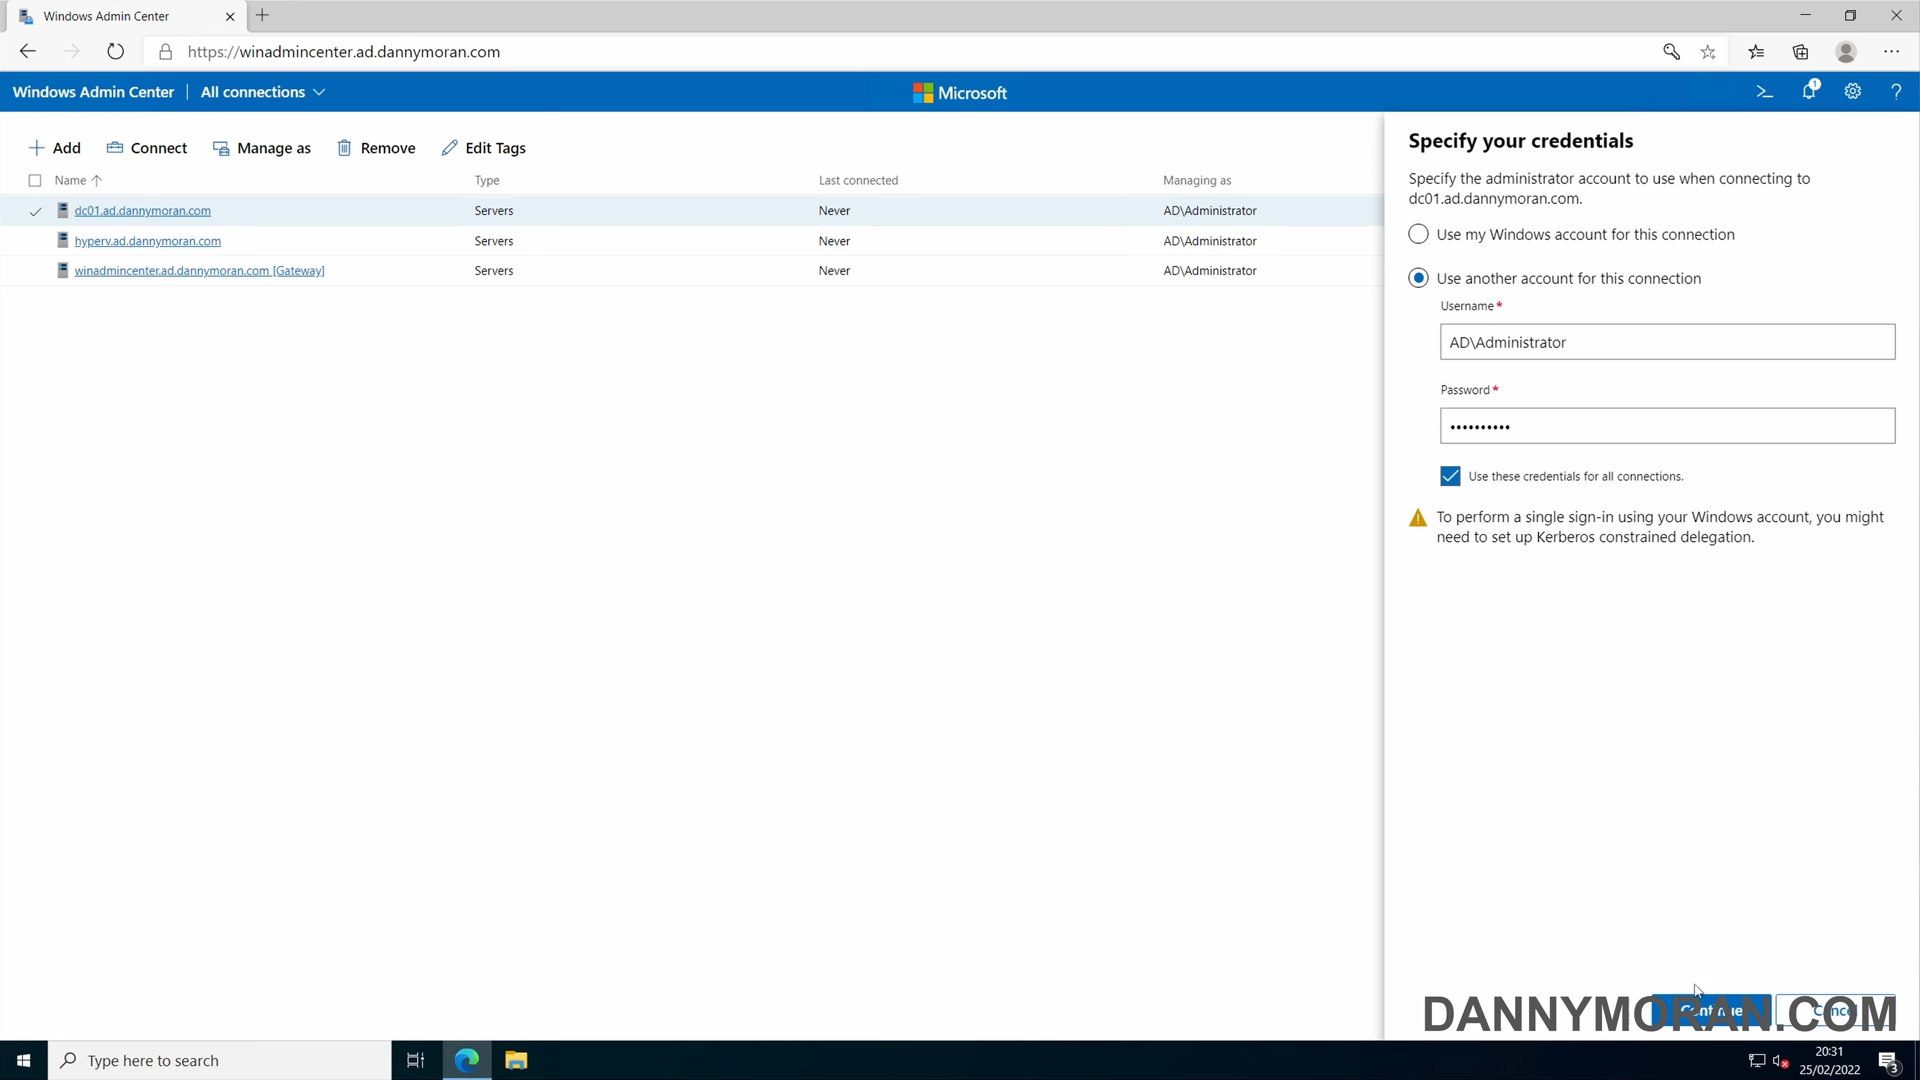 Windows Admin Center
https://winadmincenter.ad.dannymoran.com
Windows Admin Center | All connections
Microsoft
1
?
Add
Connect
Manage as
Remove
Edit Tags
Name
Type
Last connected
Managing as
dc01.ad.dannymoran.com
Servers
Never
AD\Administrator
hyperv.ad.dannymoran.com
Servers
Never
AD\Administrator
winadmincenter.ad.dannymoran.com [Gateway]
Servers
Never
AD\Administrator
Specify your credentials
Specify the administrator account to use when connecting to
dc01.ad.dannymoran.com.
Use my Windows account for this connection
Use another account for this connection
Username *
AD\Administrator
Password *
••••••••••
Use these credentials for all connections.
To perform a single sign-in using your Windows account, you might
need to set up Kerberos constrained delegation.
Continue
Cancel
DANNYMORAN.COM
Type here to search
20:31
25/02/2022
3